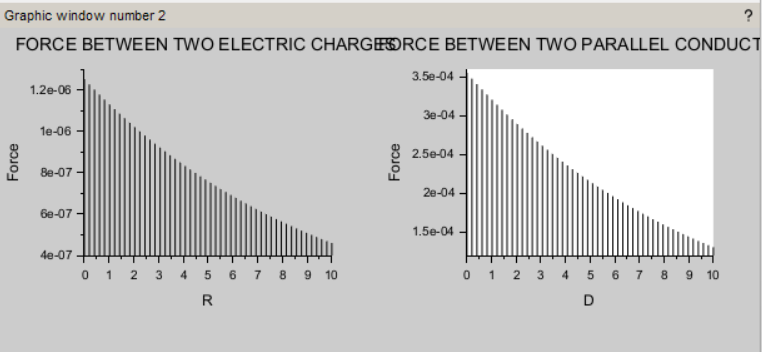 Graphic window number 2
?
FORCE BETWEEN TWO ELECTRIC CHARGES
FORCE BETWEEN TWO PARALLEL CONDUCT
Force
1.2e-06
1e-06
8e-07
6e-07
4e-07
0 1 2 3 4 5 6 7 8 9 10
R
Force
3.5e-04
3e-04
2.5e-04
2e-04
1.5e-04
0 1 2 3 4 5 6 7 8 9 10
D